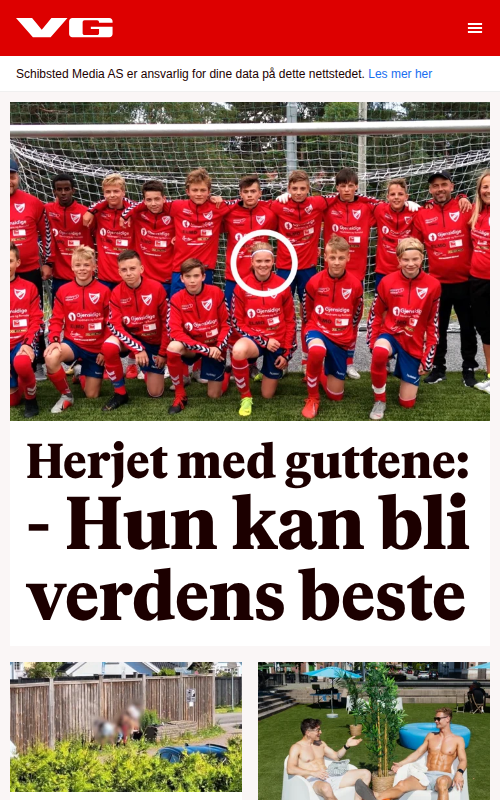 VG
Schibsted Media AS er ansvarlig for dine data på dette nettstedet. Les mer her
Herjet med guttene:
- Hun kan bli
verdens beste